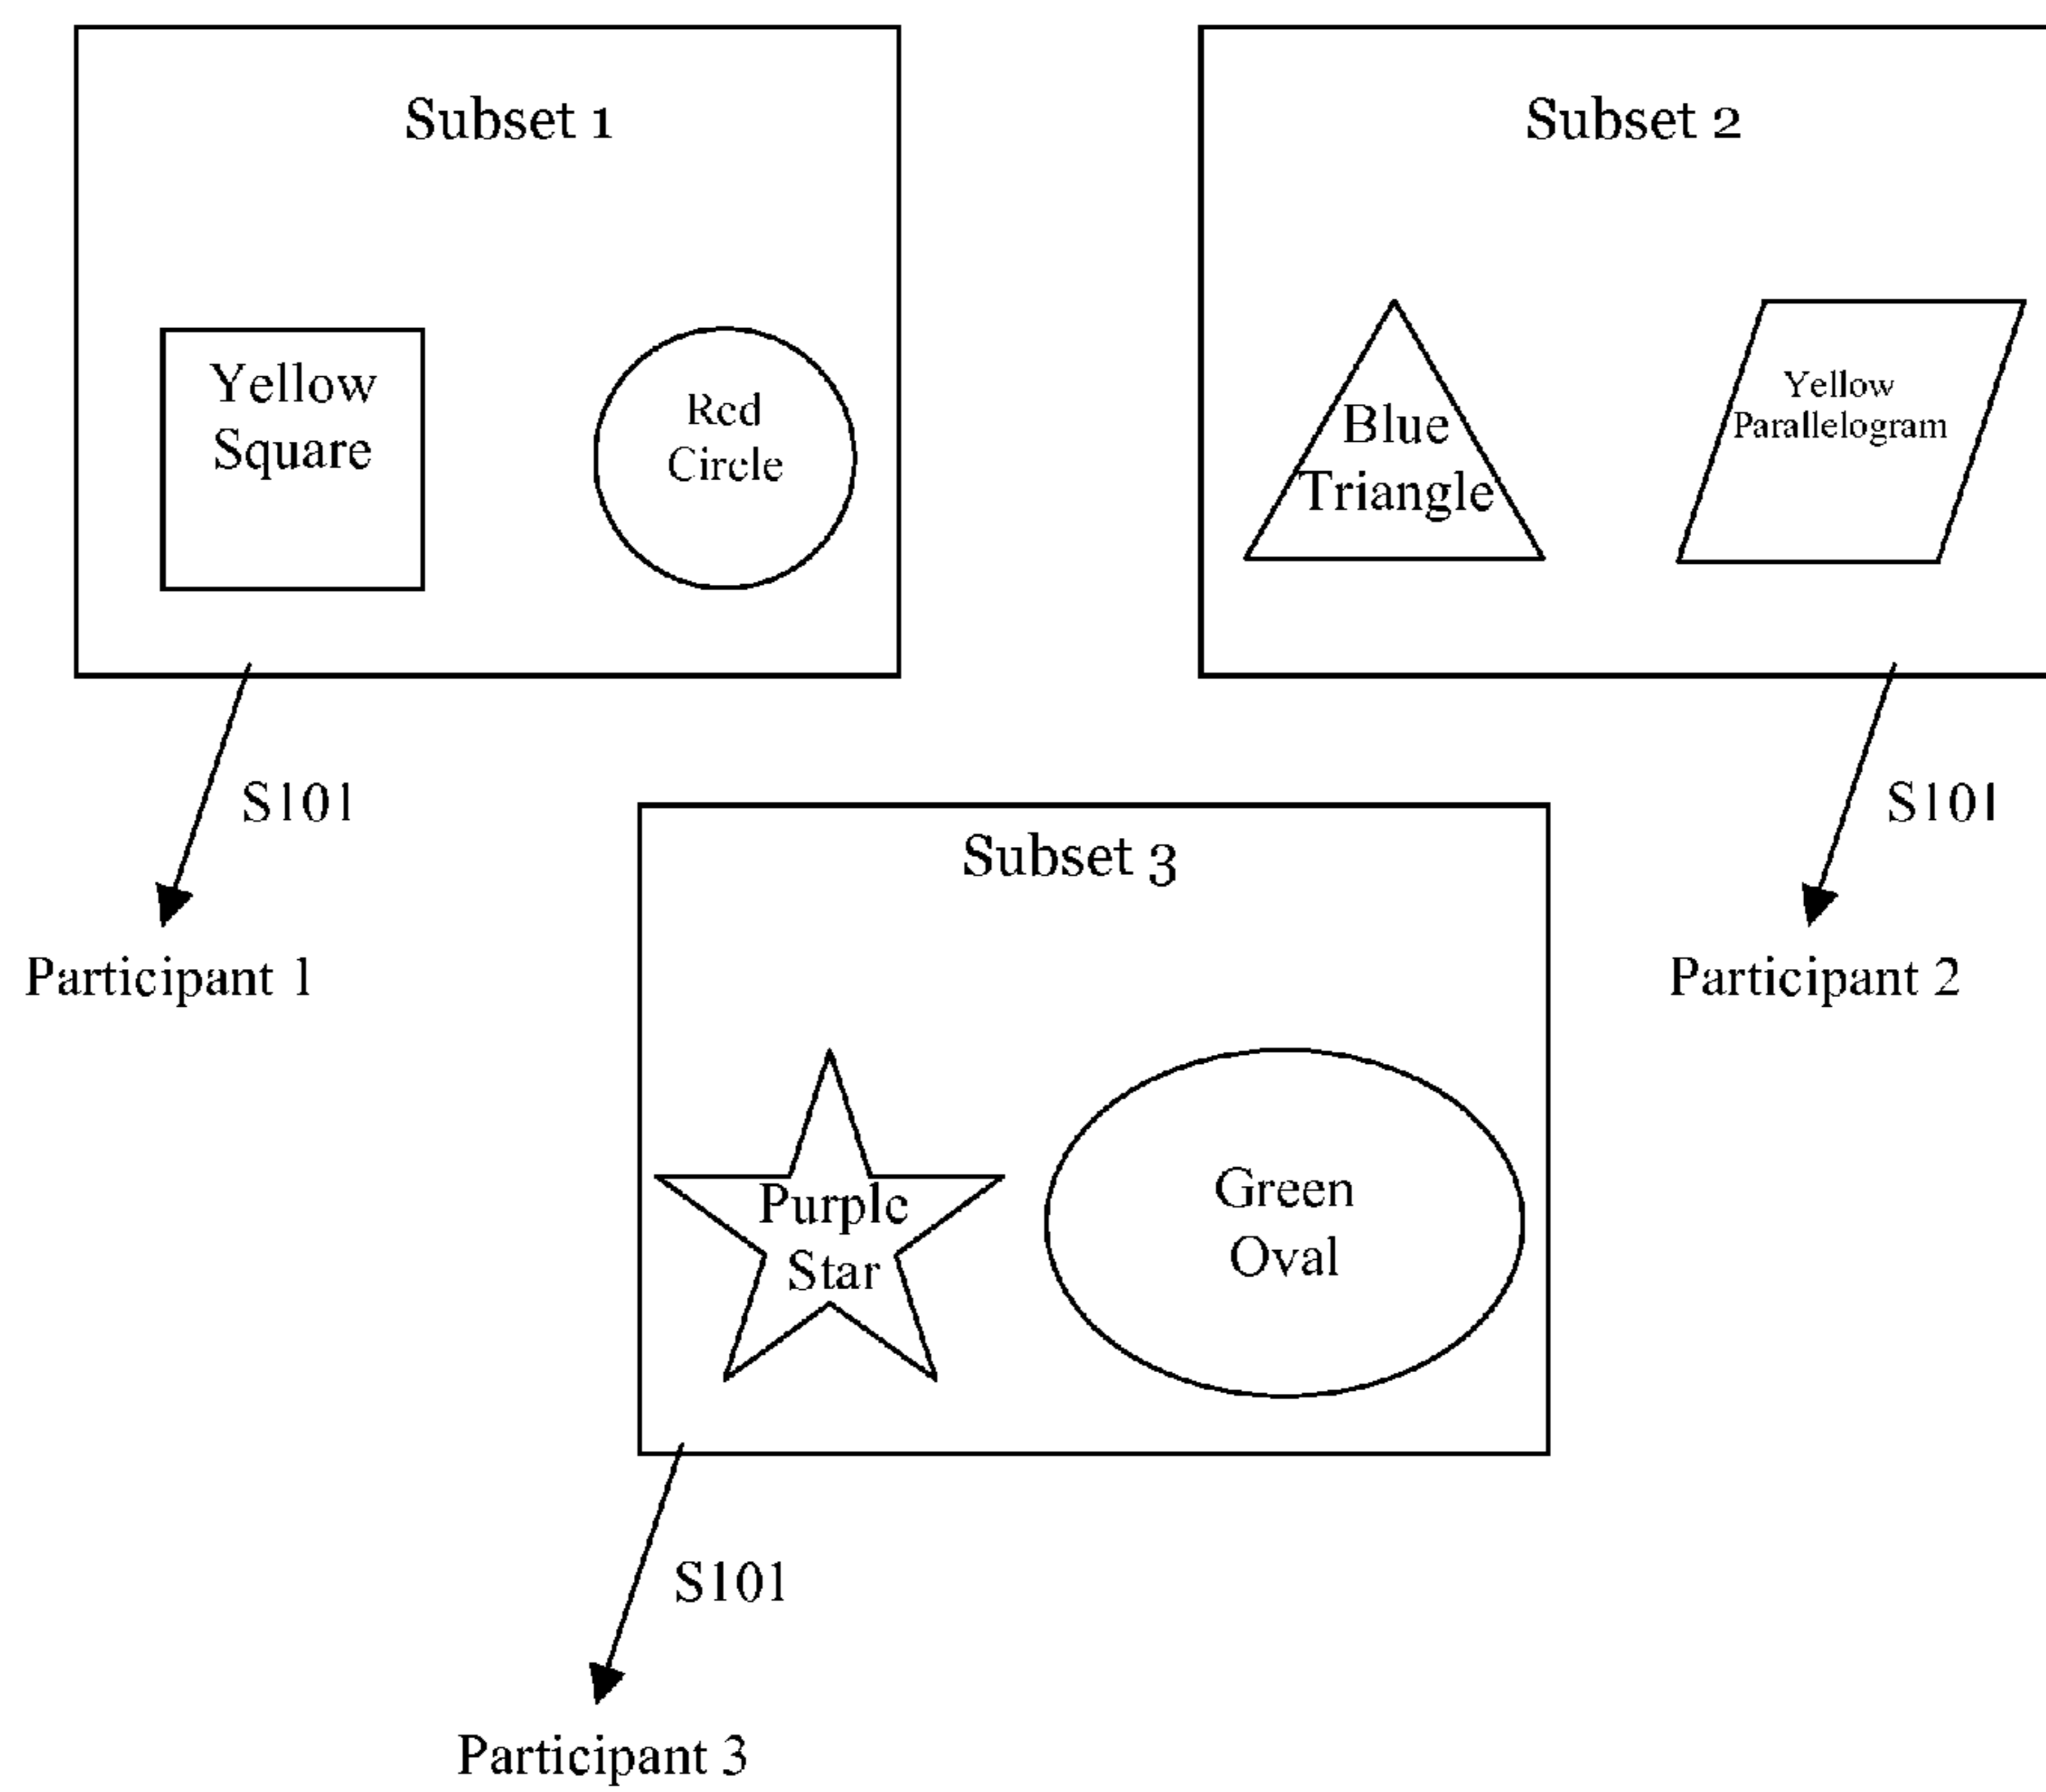 Subset 1
Subset 2
Yellow
Square
Red
Circle
Blue
Triangle
Yellow
Parallelogram
S101
S101
Participant 1
Participant 2
Subset 3
Purple
Star
Green
Oval
S101
Participant 3